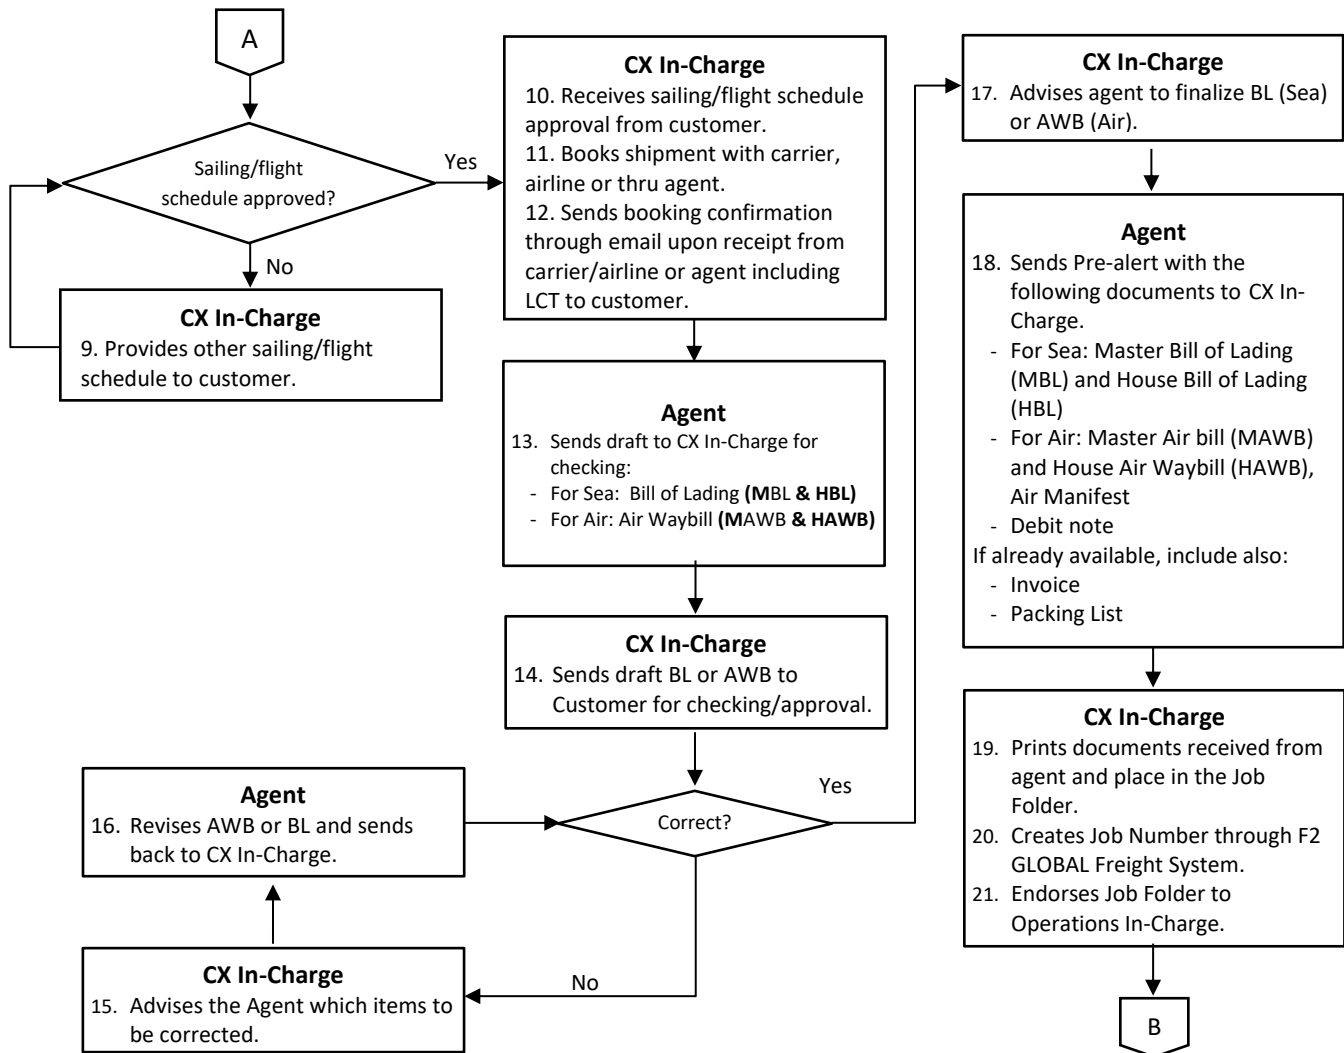 A
Sailing/flight
schedule approved?
Yes
No
CX In-Charge
9. Provides other sailing/flight
schedule to customer.
CX In-Charge
10. Receives sailing/flight schedule
approval from customer.
11. Books shipment with carrier,
airline or thru agent.
12. Sends booking confirmation
through email upon receipt from
carrier/airline or agent including
LCT to customer.
Agent
13. Sends draft to CX In-Charge for
checking:
- For Sea: Bill of Lading (MBL & HBL)
- For Air: Air Waybill (MAWB & HAWB)
CX In-Charge
14. Sends draft BL or AWB to
Customer for checking/approval.
Correct?
Yes
No
Agent
16. Revises AWB or BL and sends
back to CX In-Charge.
CX In-Charge
15. Advises the Agent which items to
be corrected.
CX In-Charge
17. Advises agent to finalize BL (Sea)
or AWB (Air).
Agent
18. Sends Pre-alert with the
following documents to CX In-
Charge.
- For Sea: Master Bill of Lading
(MBL) and House Bill of Lading
(HBL)
- For Air: Master Air bill (MAWB)
and House Air Waybill (HAWB),
Air Manifest
- Debit note
If already available, include also:
- Invoice
- Packing List
CX In-Charge
19. Prints documents received from
agent and place in the Job
Folder.
20. Creates Job Number through F2
GLOBAL Freight System.
21. Endorses Job Folder to
Operations In-Charge.
B